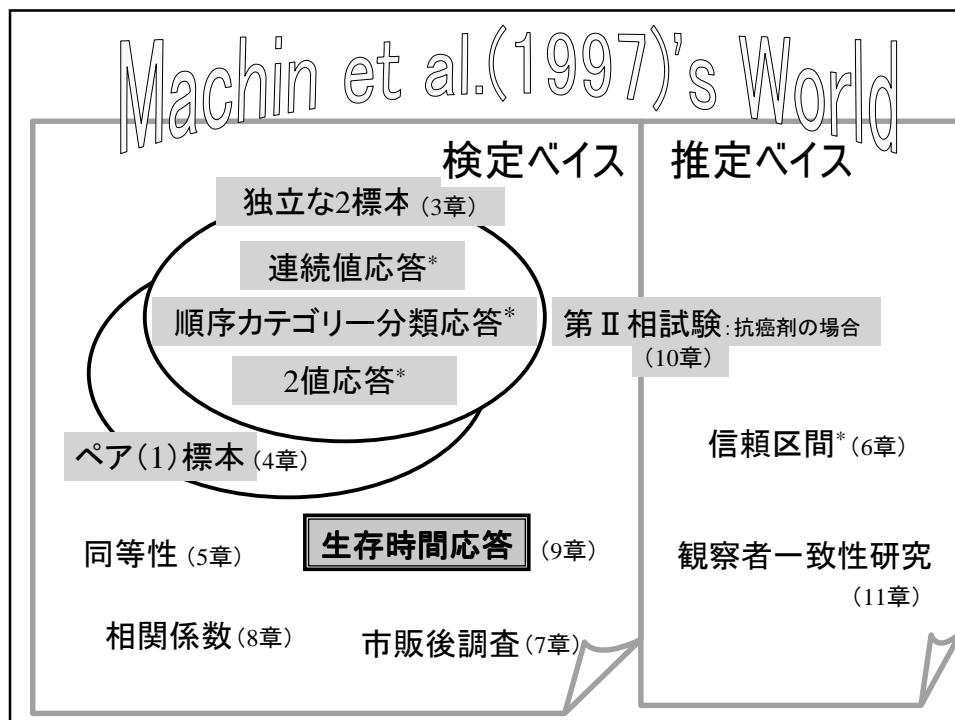 Machin et al.(1997)'s World
検定ベイス
推定ベイス
独立な2標本（3章）
連続値応答*
順序カテゴリー分類応答*
2値応答*
第Ⅱ相試験:抗癌剤の場合
（10章）
ペア（1）標本（4章）
信頼区間*（6章）
同等性（5章）
生存時間応答（9章）
観察者一致性研究
（11章）
相関係数（8章）
市販後調査（7章）